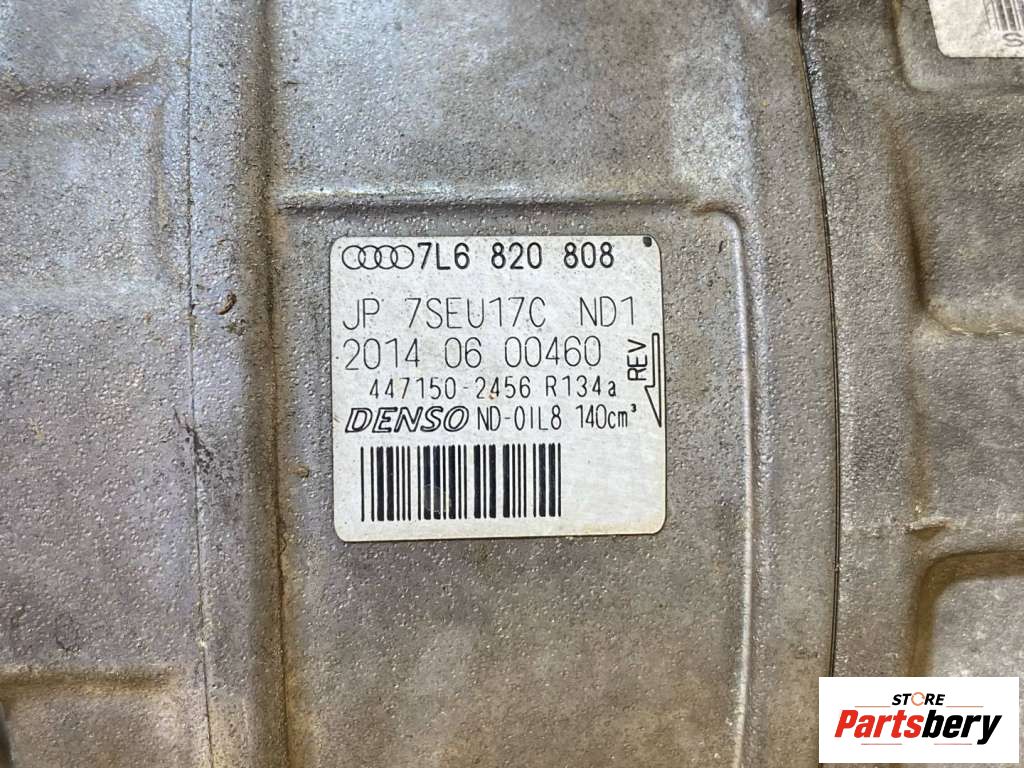 7L6 820 808
JP 7SEU17C ND1
2014 06 00460
REV
447150-2456 R134a
DENSO ND-OIL8 140cm³
S
STORE
Partsbery